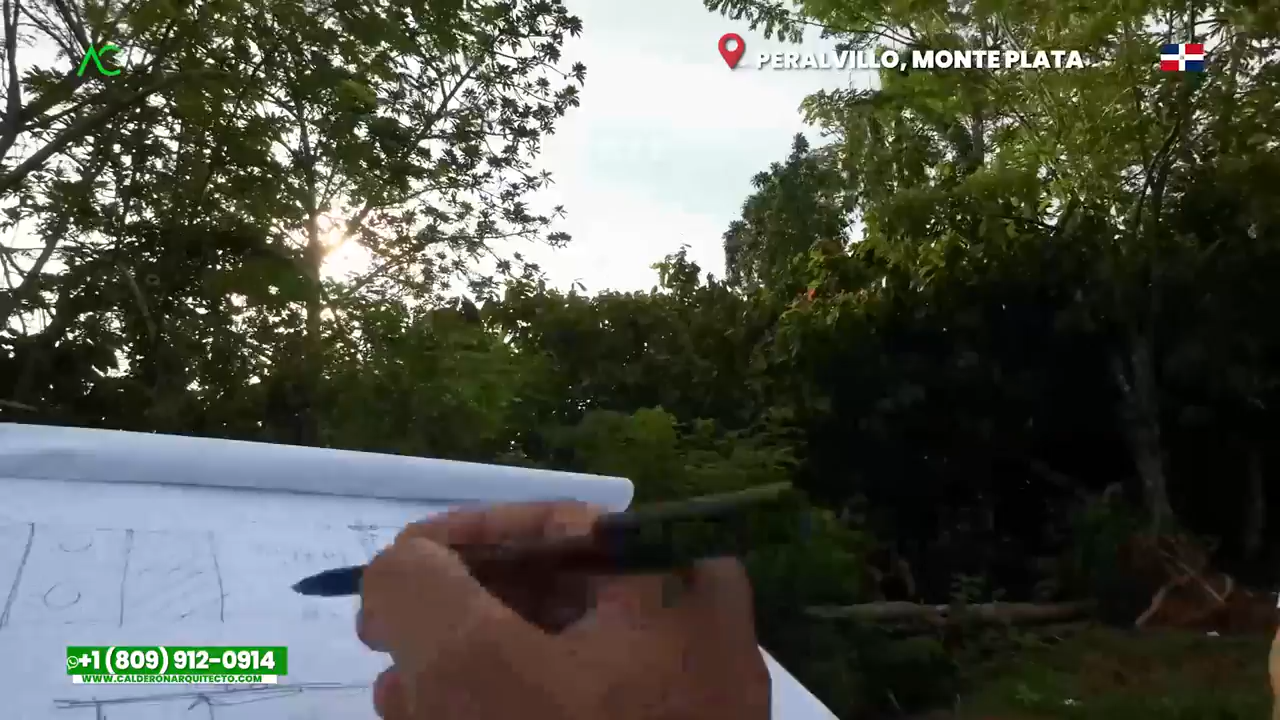 AC
PERALVILLO, MONTE PLATA
+1 (809) 912-0914
WWW.CALDERONARQUITECTO.COM